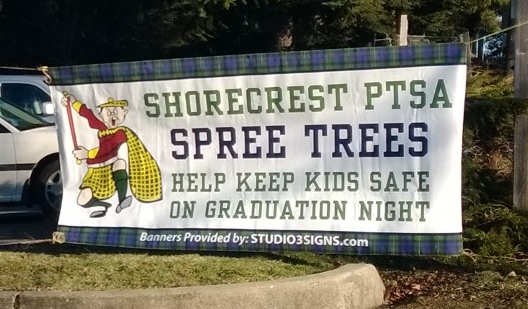 SHORECREST PTSA
SPREE TREES
HELP KEEP KIDS SAFE
ON GRADUATION NIGHT
Banners Provided by: STUDIO3SIGNS.com